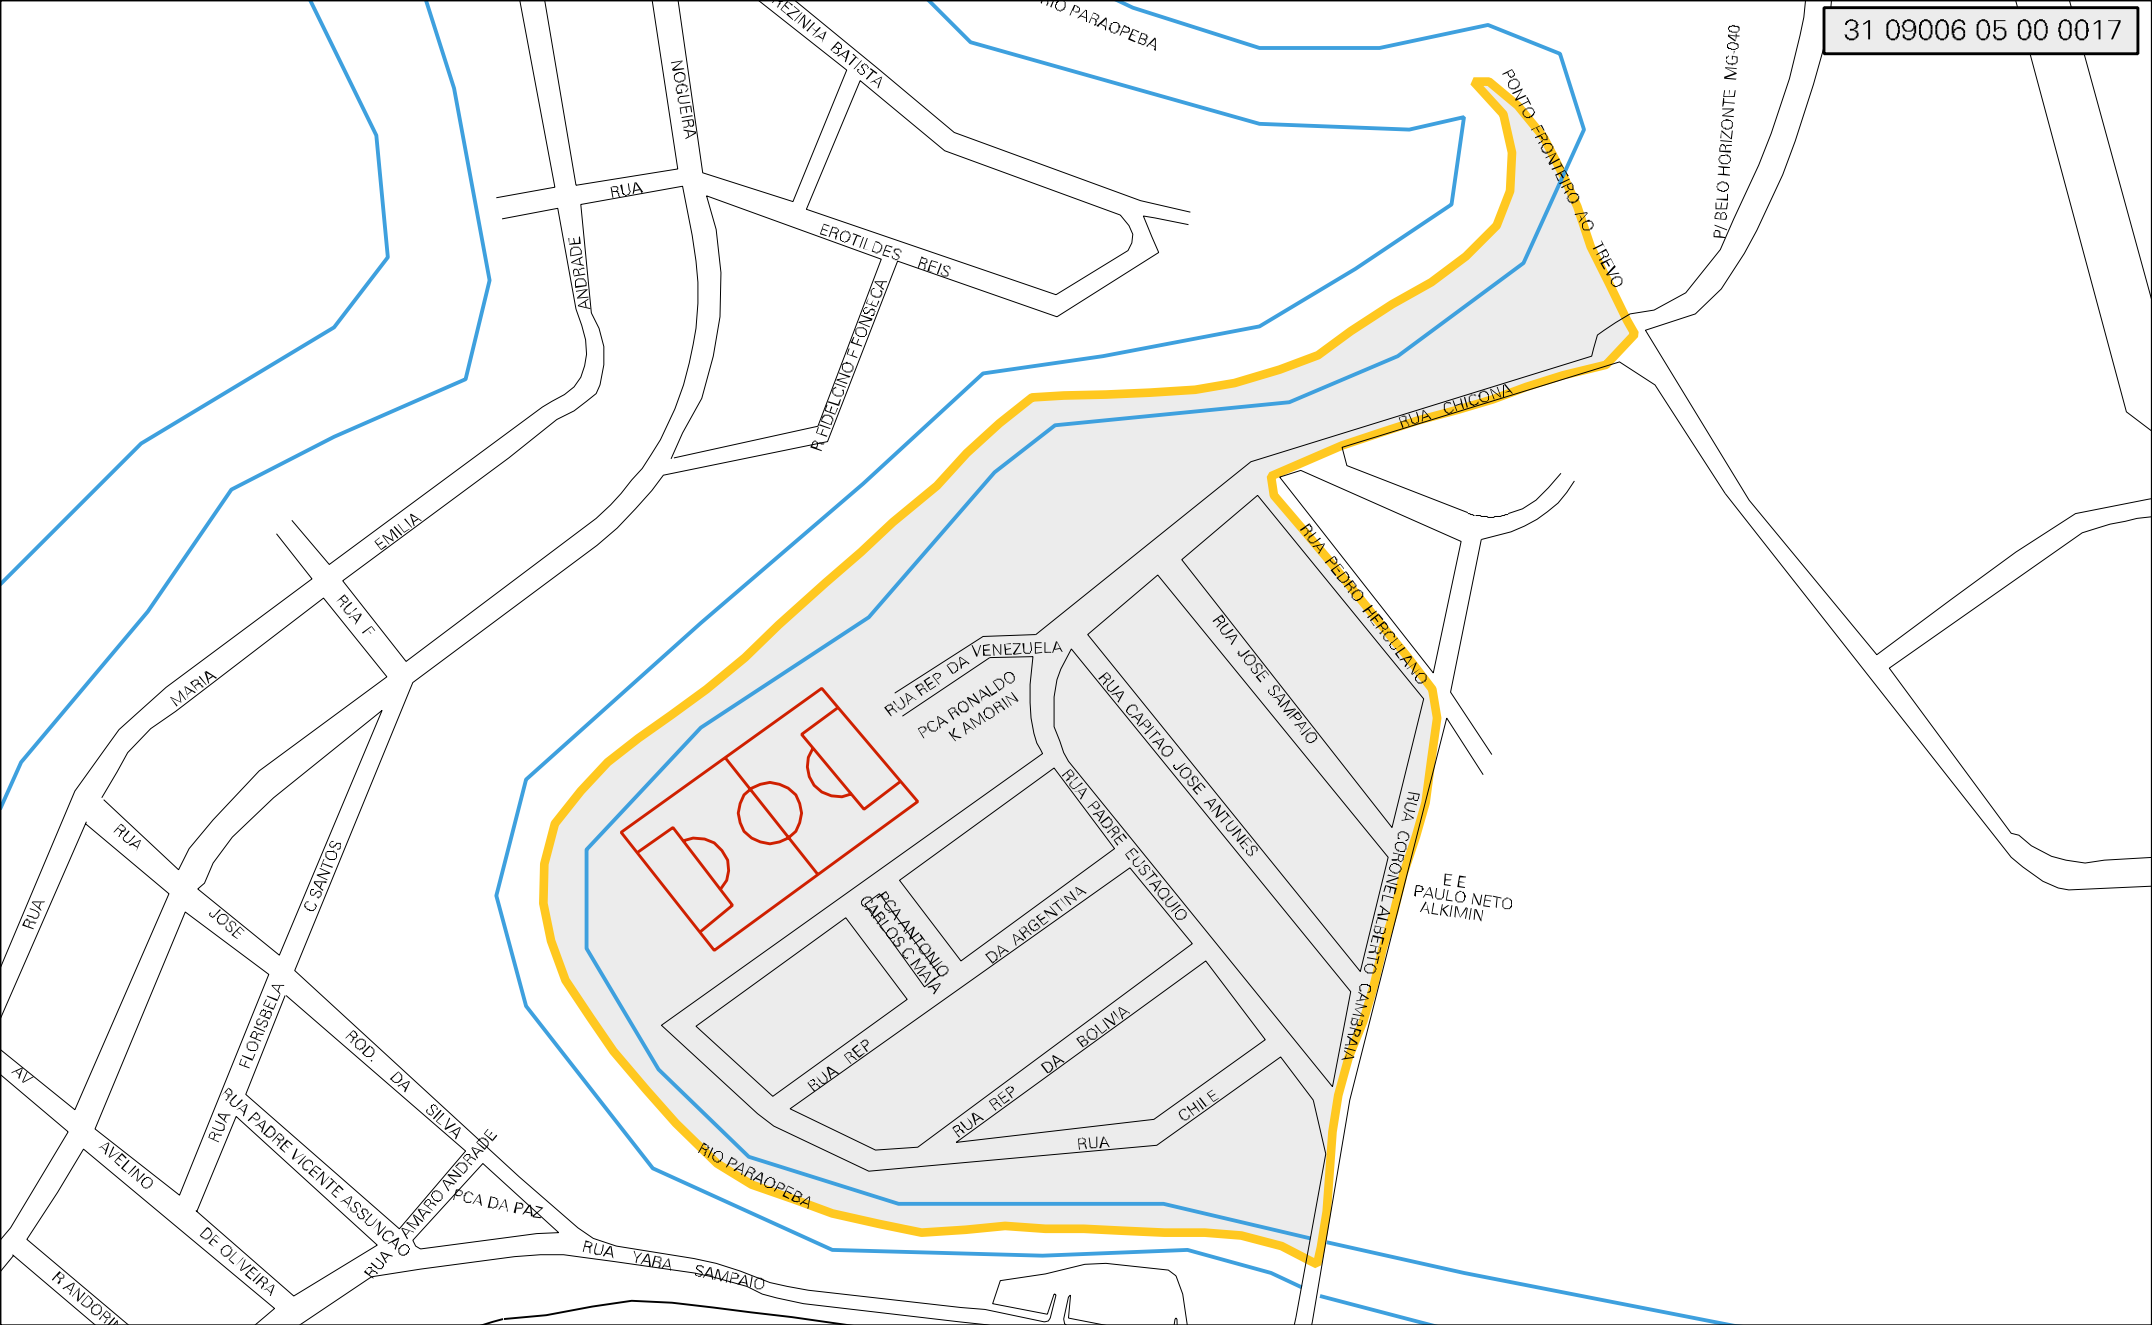 31 09006 05 00 0017
RIO PARAOPEBA
REZINHA BATISTA
NOGUEIRA
PONTO FRONTEIRO AO TREVO
P/ BELO HORIZONTE MG-040
RUA
EROTIDES REIS
ANDRADE
R FIDELCINO F FONSECA
RUA CHICONA
EMILIA
RUA F
MARIA
RUA PEDRO HERCULANO
RUA JOSE SAMPAIO
RUA REP DA VENEZUELA
PCA RONALDO
K AMORIN
RUA CAPITAO JOSE ANTUNES
RUA PADRE EUSTAQUIO
RUA CORONEL ALBERTO CAMBRAIA
E E
PAULO NETO
ALKIMIN
PCA ANTONIO
CARLOS C MAIA
RUA REP DA ARGENTINA
RUA REP DA BOLIVIA
RUA CHILE
RIO PARAOPEBA
RUA
RUA JOSE ROD. DA SILVA
C SANTOS
RUA FLORISBELA
AV AVELINO DE OLIVEIRA
RUA PADRE VICENTE ASSUNCAO
RUA AMARO ANDRADE
PCA DA PAZ
RUA YABA SAMPAIO
R ANDORIN